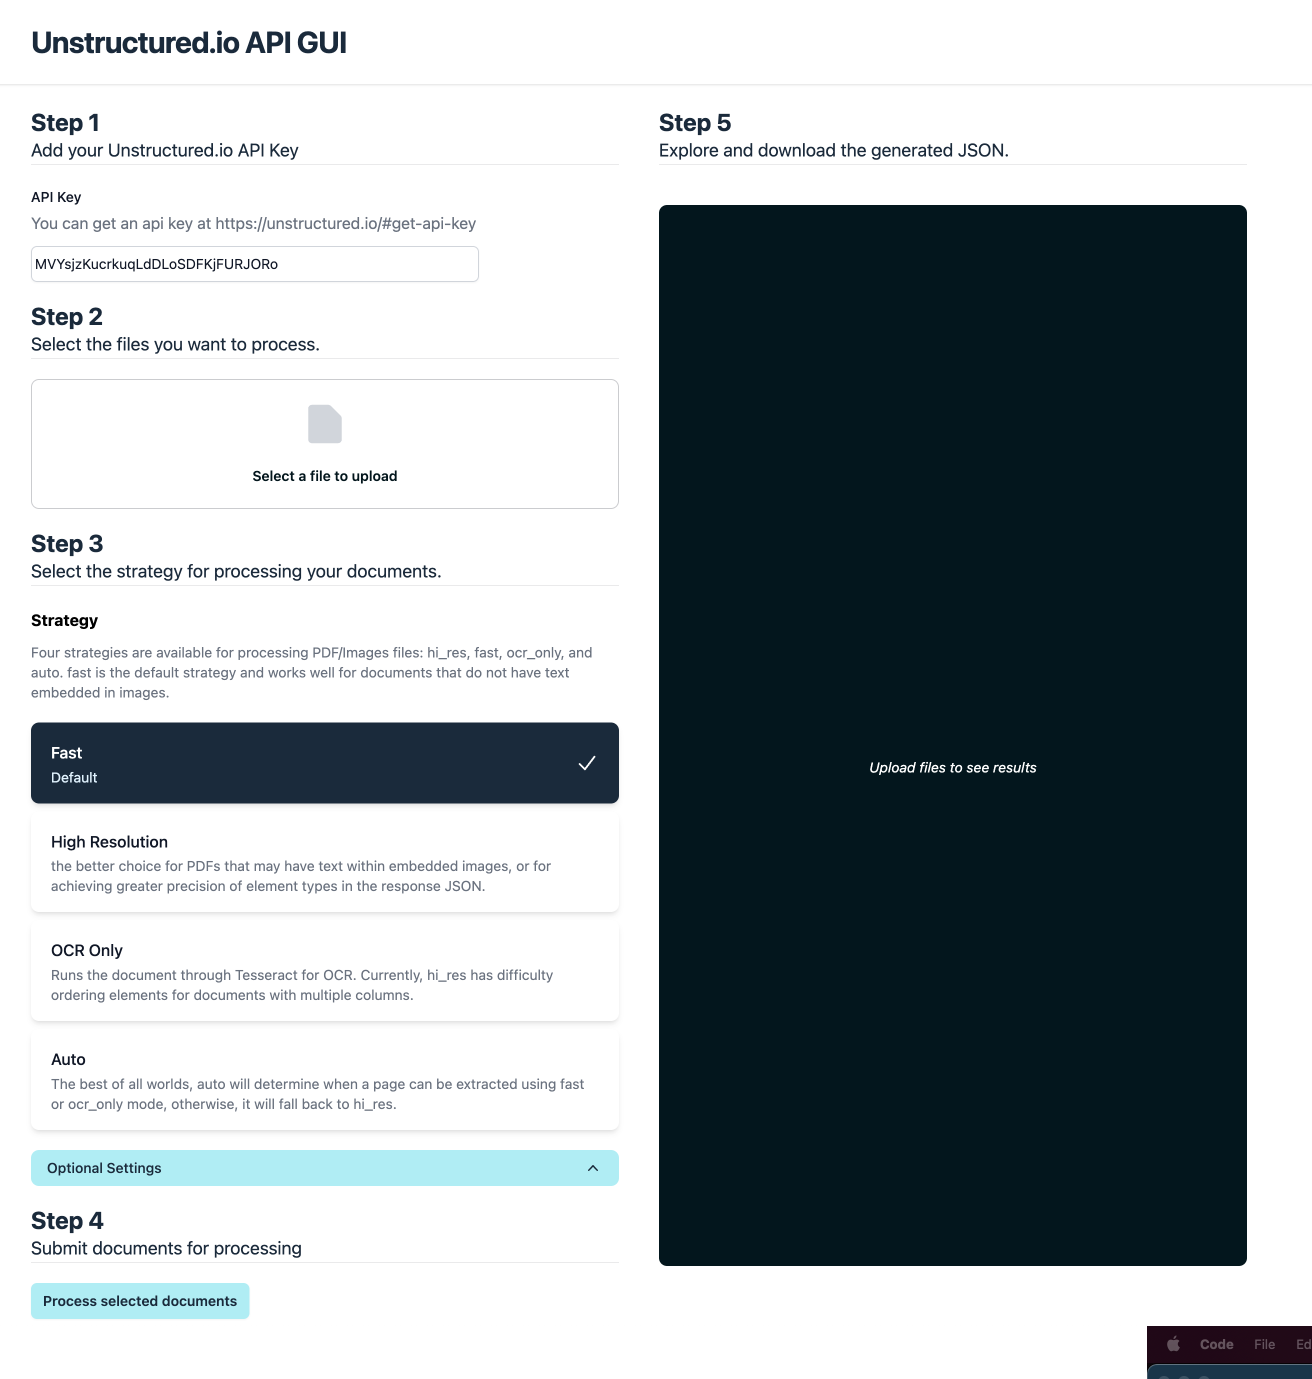 Unstructured.io API GUI
Step 1
Add your Unstructured.io API Key
API Key
You can get an api key at https://unstructured.io/#get-api-key
MVYsjzKucrkuqLdDLoSDFKjFURJORo
Step 2
Select the files you want to process.
Select a file to upload
Step 3
Select the strategy for processing your documents.
Strategy
Four strategies are available for processing PDF/Images files: hi_res, fast, ocr_only, and
auto. fast is the default strategy and works well for documents that do not have text
embedded in images.
Fast
Default
High Resolution
the better choice for PDFs that may have text within embedded images, or for
achieving greater precision of element types in the response JSON.
OCR Only
Runs the document through Tesseract for OCR. Currently, hi_res has difficulty
ordering elements for documents with multiple columns.
Auto
The best of all worlds, auto will determine when a page can be extracted using fast
or ocr_only mode, otherwise, it will fall back to hi_res.
Optional Settings
Step 4
Submit documents for processing
Process selected documents
Step 5
Explore and download the generated JSON.
Upload files to see results
Code File Ed